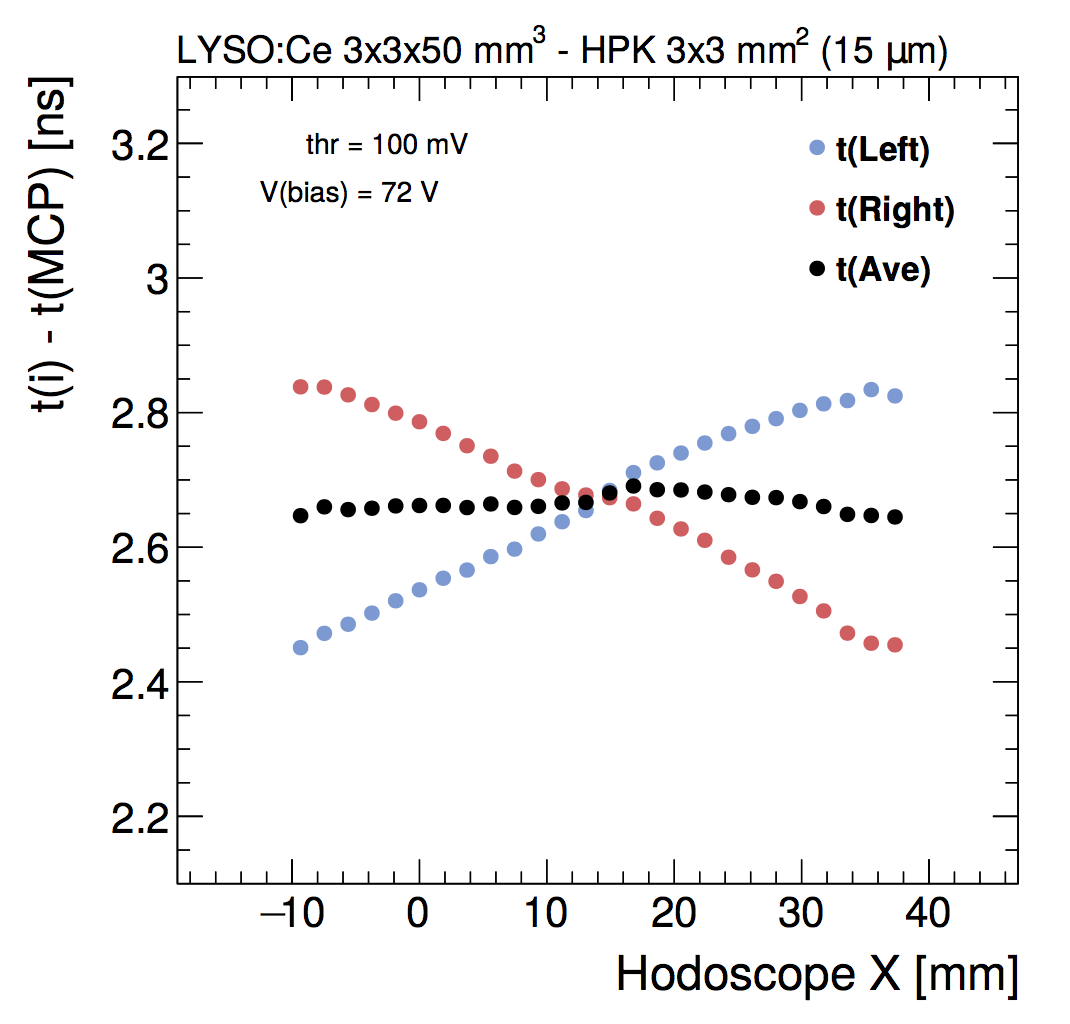 LYSO:Ce 3x3x50 mm³ - HPK 3x3 mm² (15 µm)
t(i) - t(MCP) [ns]
thr = 100 mV
V(bias) = 72 V
t(Left)
t(Right)
t(Ave)
3.2
3
2.8
2.6
2.4
2.2
−10 0 10 20 30 40
Hodoscope X [mm]